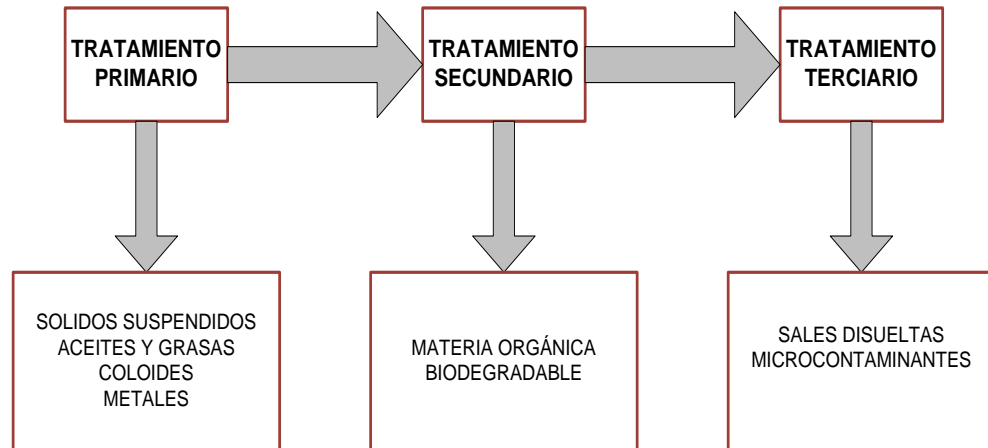 TRATAMIENTO
PRIMARIO
TRATAMIENTO
SECUNDARIO
TRATAMIENTO
TERCIARIO
SOLIDOS SUSPENDIDOS
ACEITES Y GRASAS
COLOIDES
METALES
MATERIA ORGÁNICA
BIODEGRADABLE
SALES DISUELTAS
MICROCONTAMINANTES